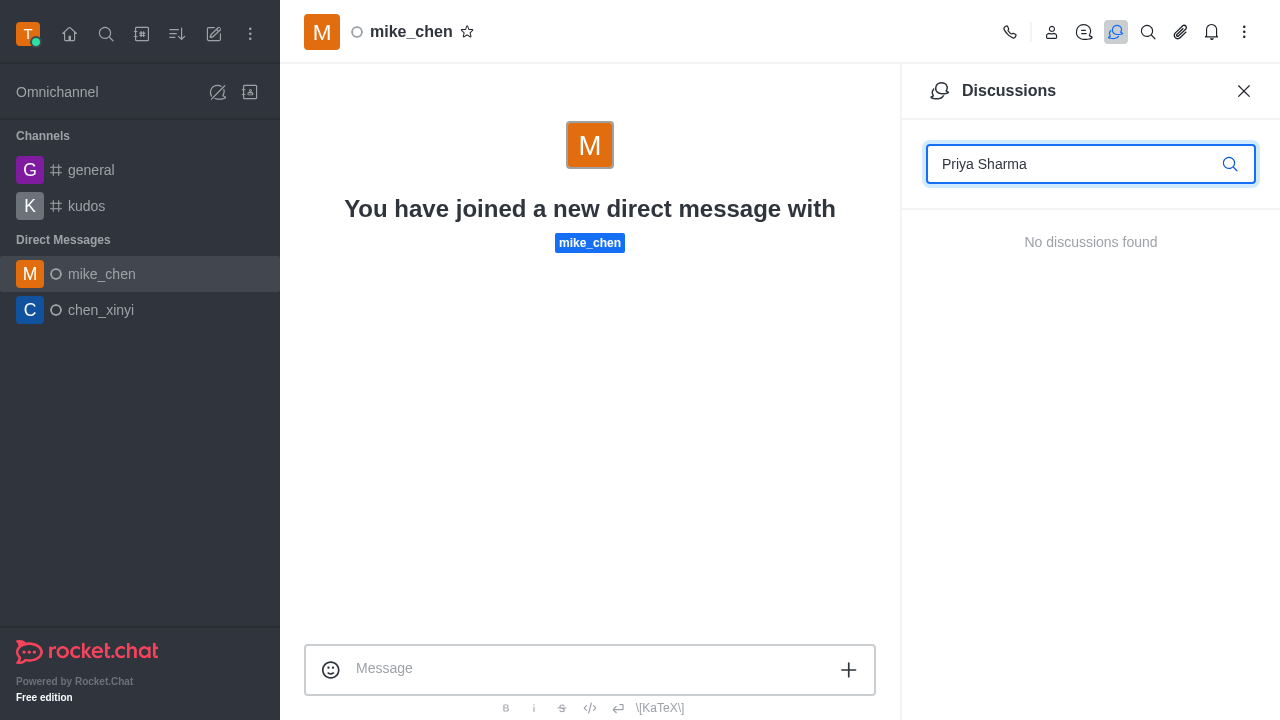 T
Omnichannel
Channels
G general
K kudos
Direct Messages
M mike_chen
C chen_xinyi
rocket.chat
Powered by Rocket.Chat
Free edition
M mike_chen
M
You have joined a new direct message with
mike_chen
Message
B i S \[KaTeX\]
Discussions
Priya Sharma
No discussions found